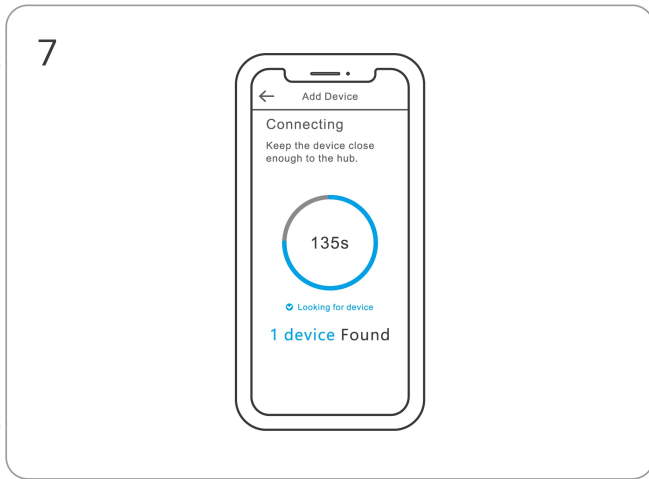 7
Add Device
Connecting
Keep the device close
enough to the hub.
135s
Looking for device
1 device Found